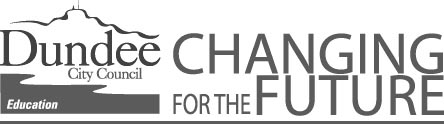 Dundee
City Council
Education
CHANGING
FOR THE FUTURE